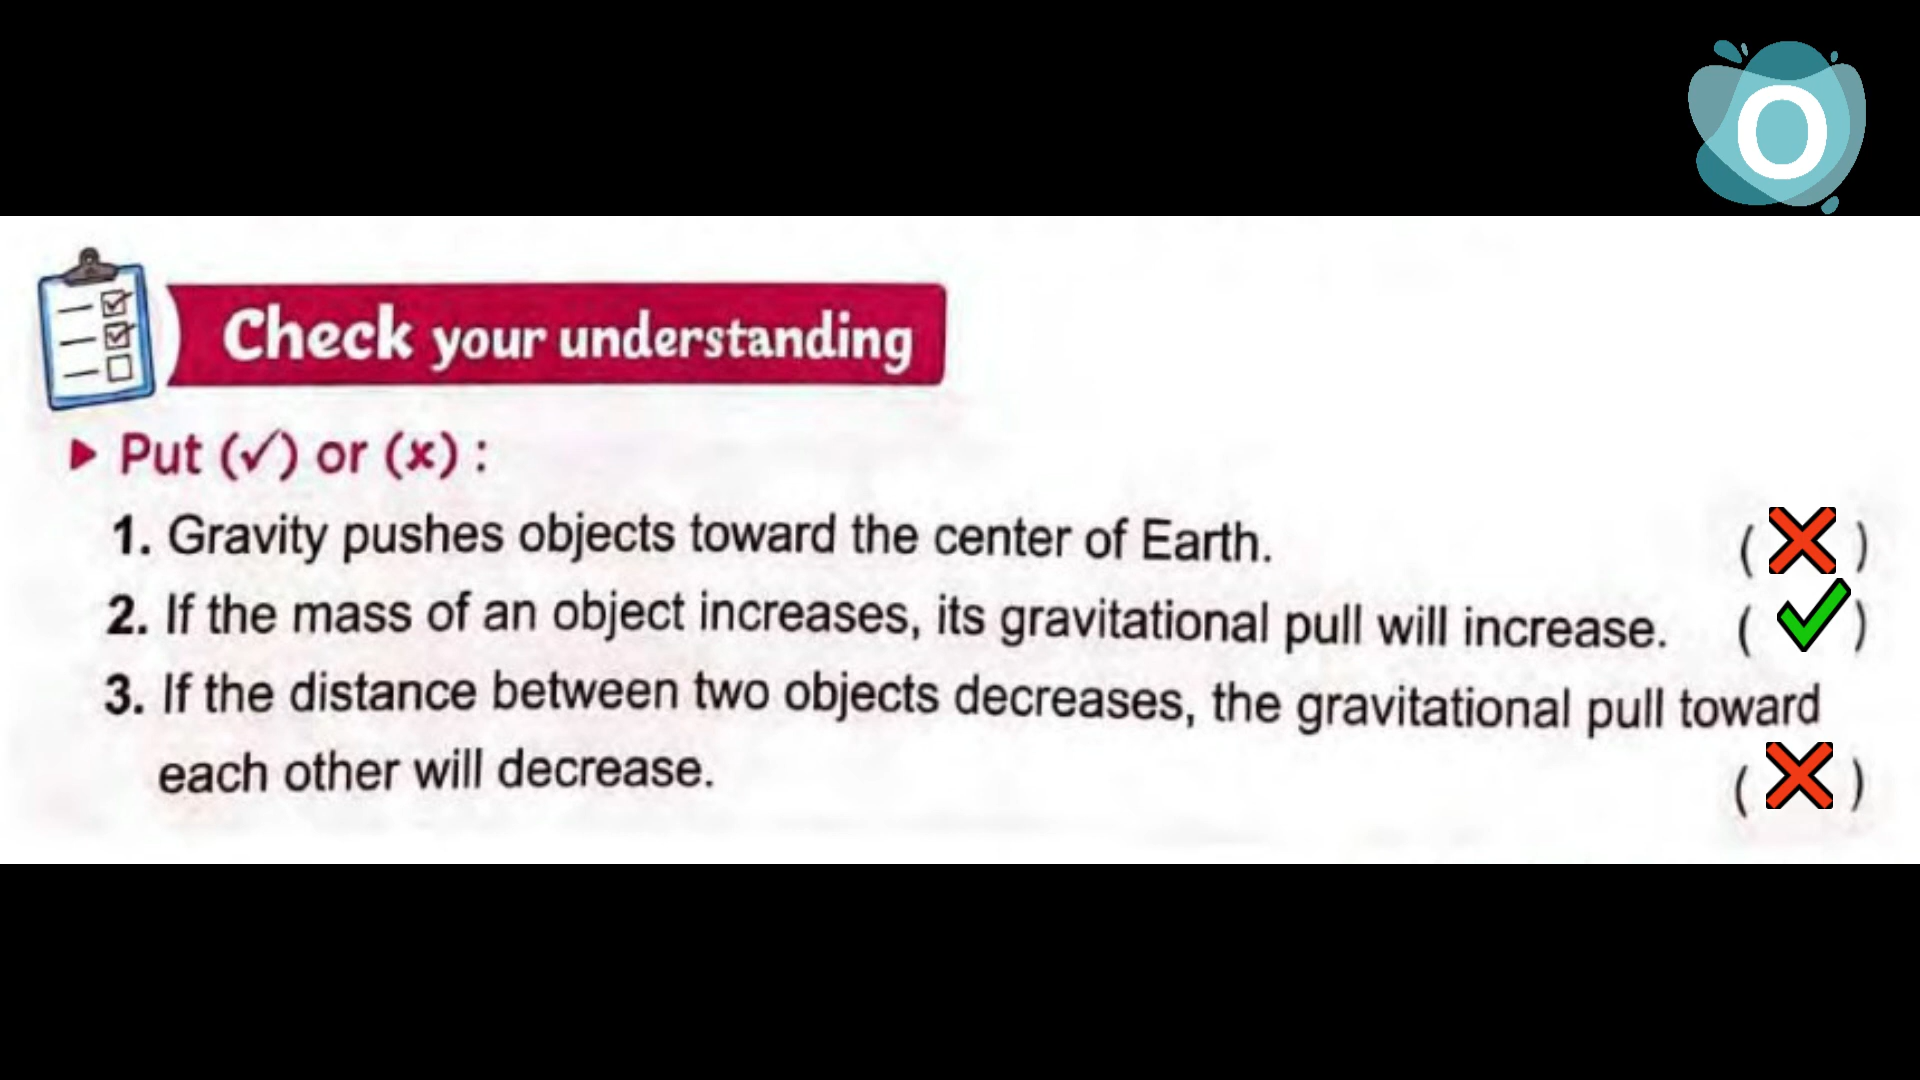 O
Check your understanding
Put (✓) or (x) :
1. Gravity pushes objects toward the center of Earth. (❌)
2. If the mass of an object increases, its gravitational pull will increase. (✓)
3. If the distance between two objects decreases, the gravitational pull toward
each other will decrease. (❌)